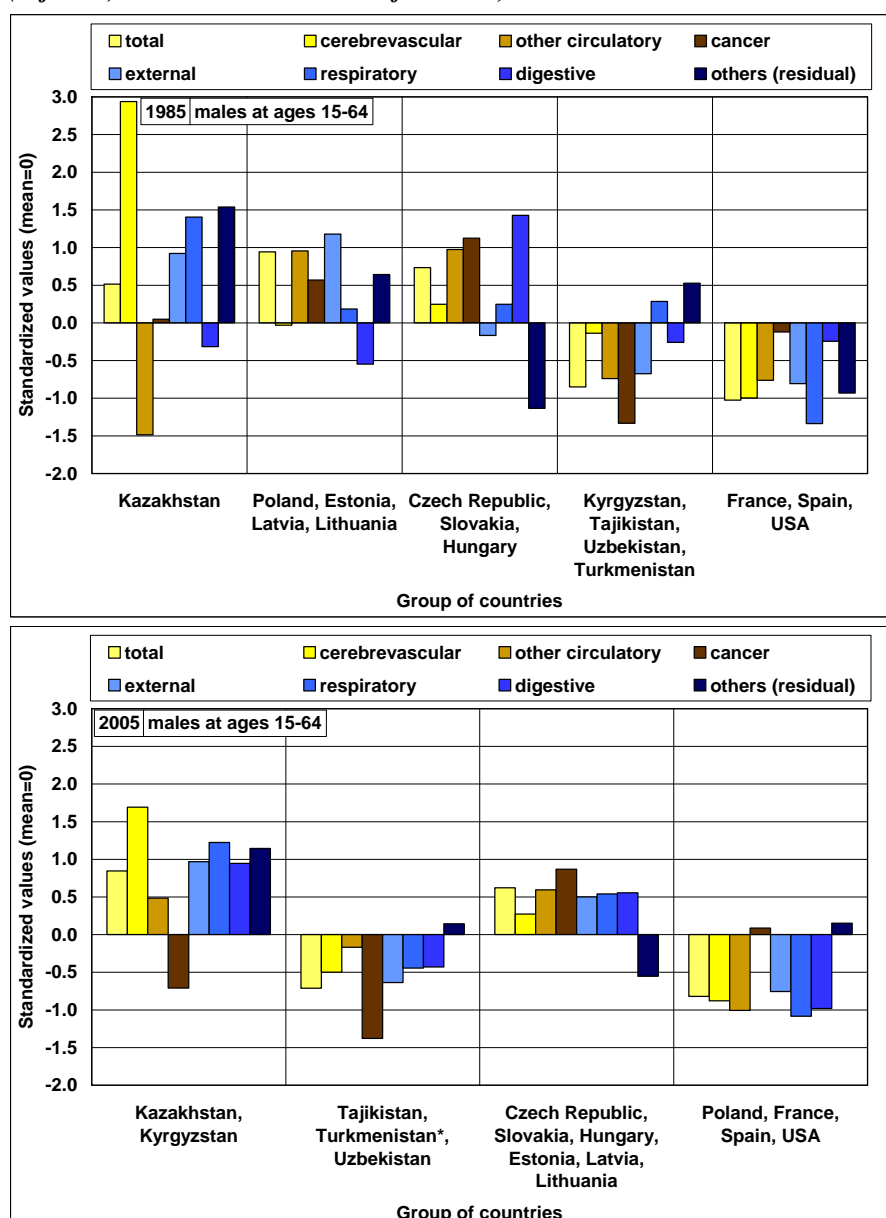 total cerebrevascular other circulatory cancer
external respiratory digestive others (residual)
3.0
1985 males at ages 15-64
2.5
2.0
1.5
1.0
0.5
0.0
-0.5
-1.0
-1.5
-2.0
Standardized values (mean=0)
Kazakhstan
Poland, Estonia,
Latvia, Lithuania
Czech Republic,
Slovakia,
Hungary
Kyrgyzstan,
Tajikistan,
Uzbekistan,
Turkmenistan
France, Spain,
USA
Group of countries
total cerebrevascular other circulatory cancer
external respiratory digestive others (residual)
3.0
2005 males at ages 15-64
2.5
2.0
1.5
1.0
0.5
0.0
-0.5
-1.0
-1.5
-2.0
Standardized values (mean=0)
Kazakhstan,
Kyrgyzstan
Tajikistan,
Turkmenistan*,
Uzbekistan
Czech Republic,
Slovakia, Hungary,
Estonia, Latvia,
Lithuania
Poland, France,
Spain, USA
Group of countries